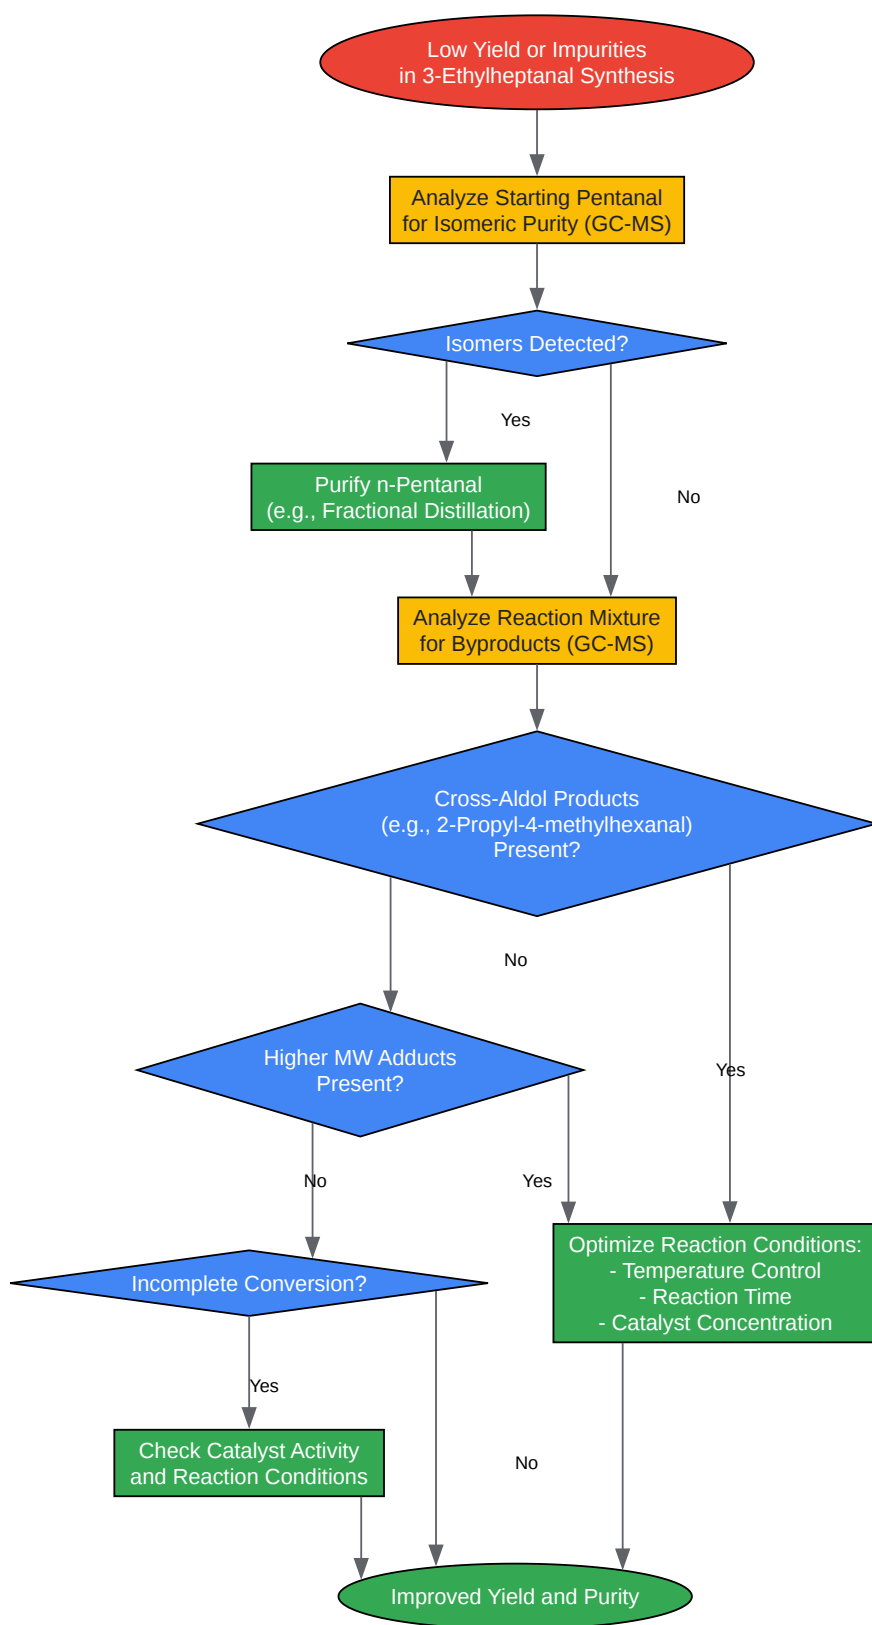 Low Yield or Impurities
in 3-Ethylheptanal Synthesis
Analyze Starting Pentanal
for Isomeric Purity (GC-MS)
Isomers Detected?
Yes
Purify n-Pentanal
(e.g., Fractional Distillation)
No
Analyze Reaction Mixture
for Byproducts (GC-MS)
Cross-Aldol Products
(e.g., 2-Propyl-4-methylhexanal)
Present?
No
Higher MW Adducts
Present?
Yes
No
Yes
Optimize Reaction Conditions:
- Temperature Control
- Reaction Time
- Catalyst Concentration
Incomplete Conversion?
Yes
Check Catalyst Activity
and Reaction Conditions
No
Improved Yield and Purity